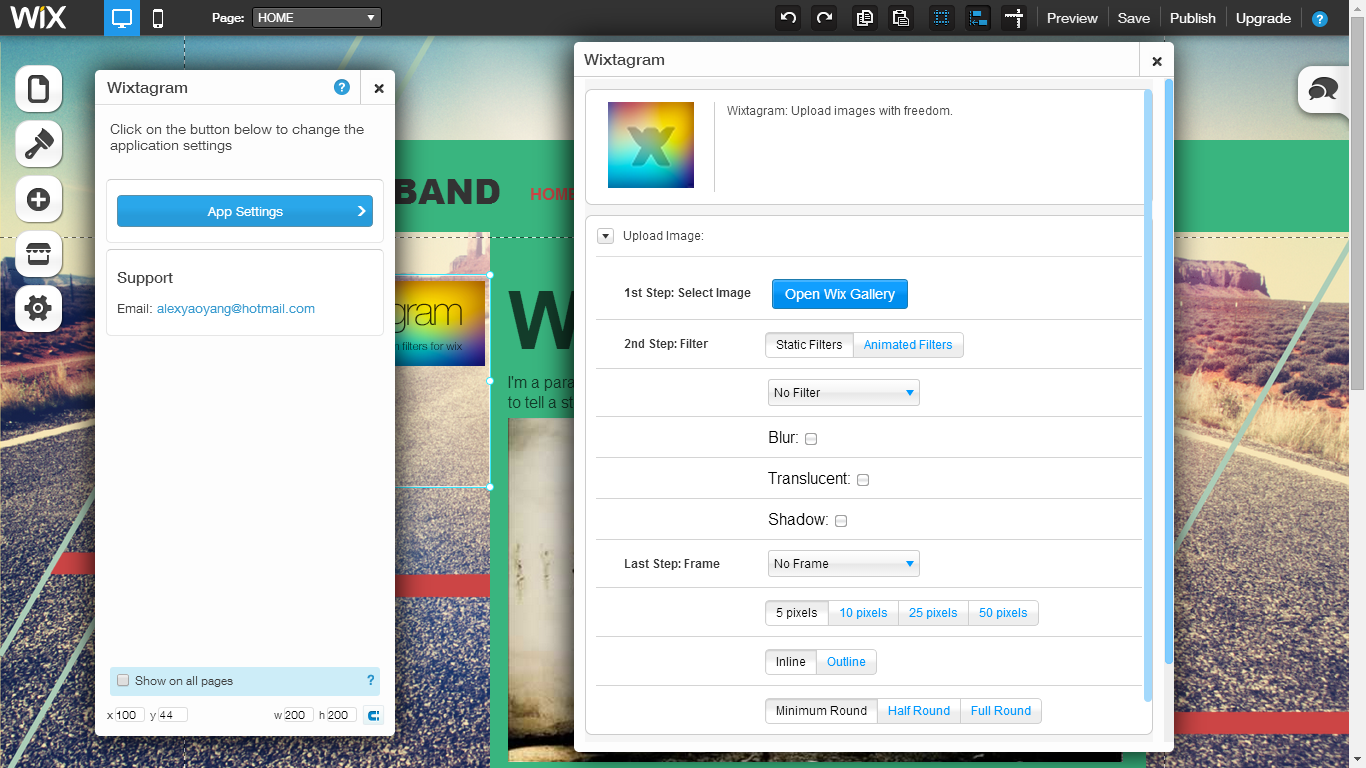 WiX
Page: HOME
Preview
Save
Publish
Upgrade
?
Wixtagram
?
Click on the button below to change the
application settings
App Settings
Support
Email: alexyaoyang@hotmail.com
Show on all pages
?
x 100 y 44 w 200 h 200
BAND
HOME
gram
filters for wix
W
I'm a para
to tell a st
Wixtagram
X
Wixtagram: Upload images with freedom.
Upload Image:
1st Step: Select Image Open Wix Gallery
2nd Step: Filter Static Filters Animated Filters
No Filter
Blur:
Translucent:
Shadow:
Last Step: Frame No Frame
5 pixels 10 pixels 25 pixels 50 pixels
Inline Outline
Minimum Round Half Round Full Round